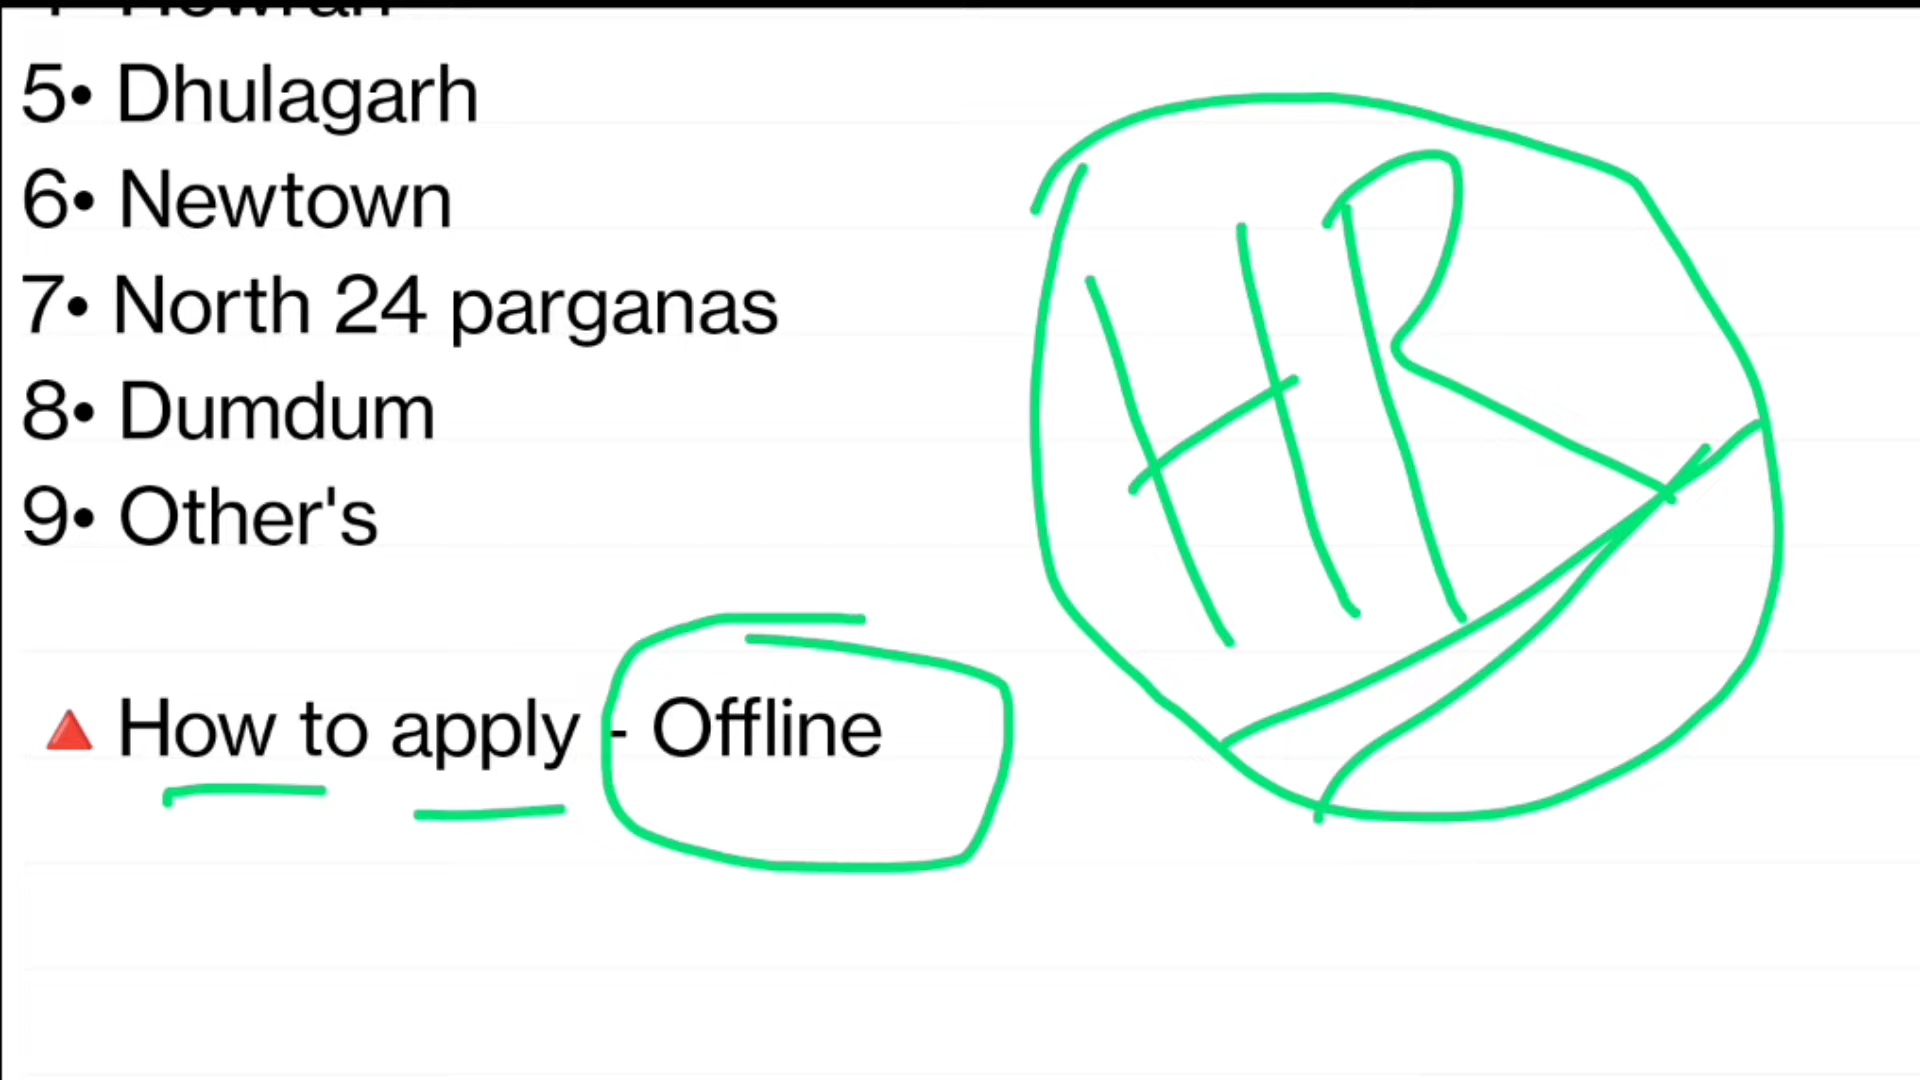 5• Dhulagarh
6• Newtown
7• North 24 parganas
8• Dumdum
9• Other's
🔺 How to apply - Offline
HR